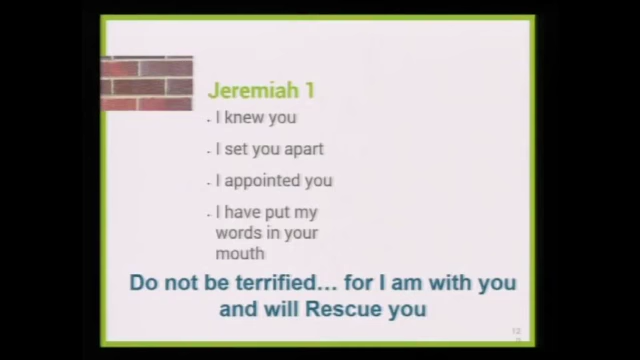 Jeremiah 1
. I knew you
. I set you apart
. I appointed you
. I have put my
words in your
mouth
Do not be terrified... for I am with you
and will Rescue you
12